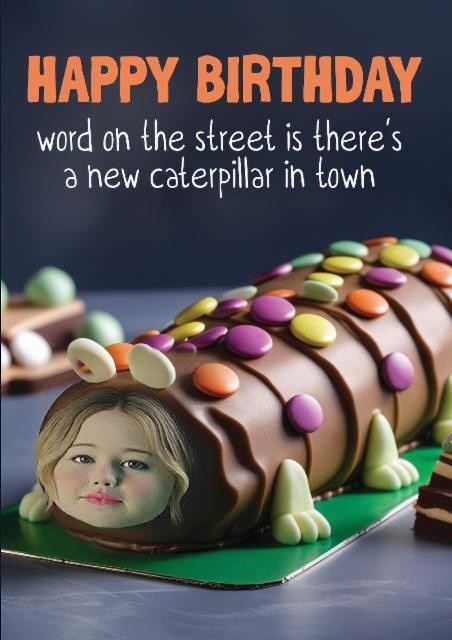 HAPPY BIRTHDAY
word on the street is there's
a new caterpillar in town